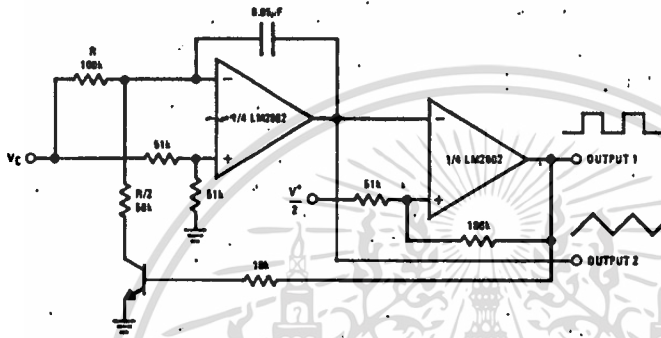 0.05µF
R
100k
1/4 LM2902
51k
VC
51k
R/2
50k
V+
2
51k
1/4 LM2902
100k
OUTPUT 1
OUTPUT 2
10k